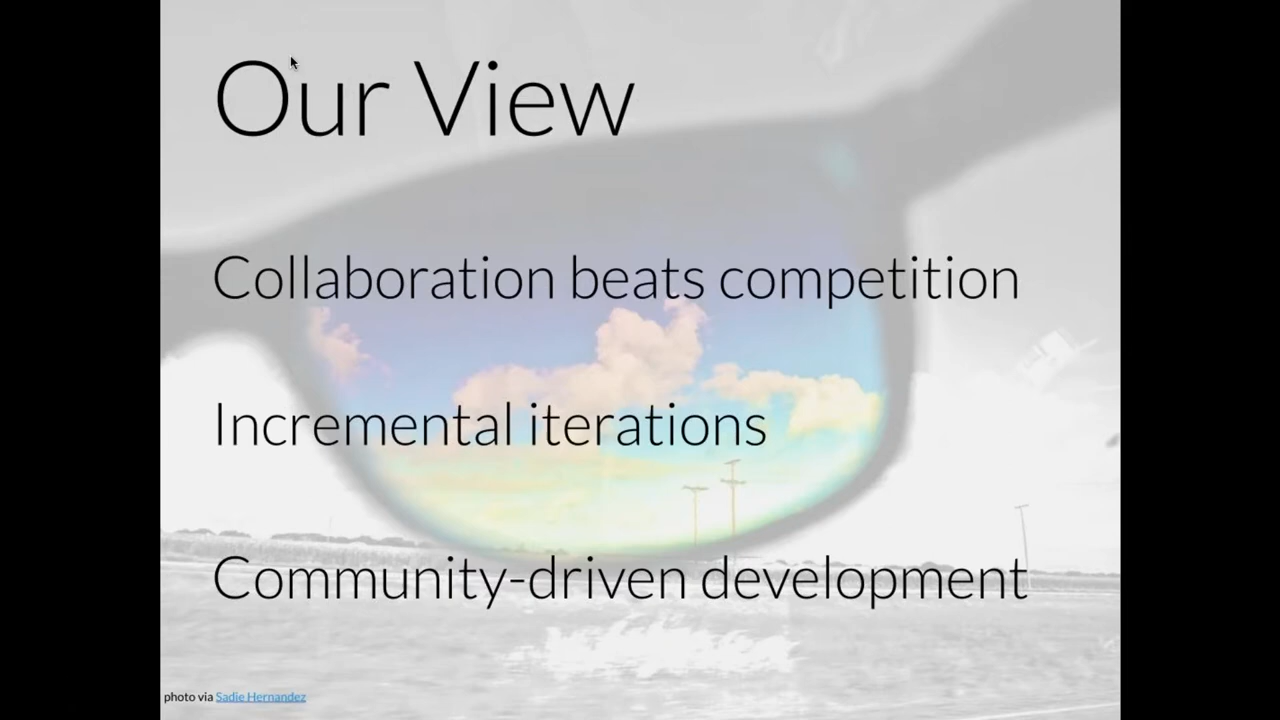 Our View
Collaboration beats competition
Incremental iterations
Community-driven development
photo via Sadie Hernandez